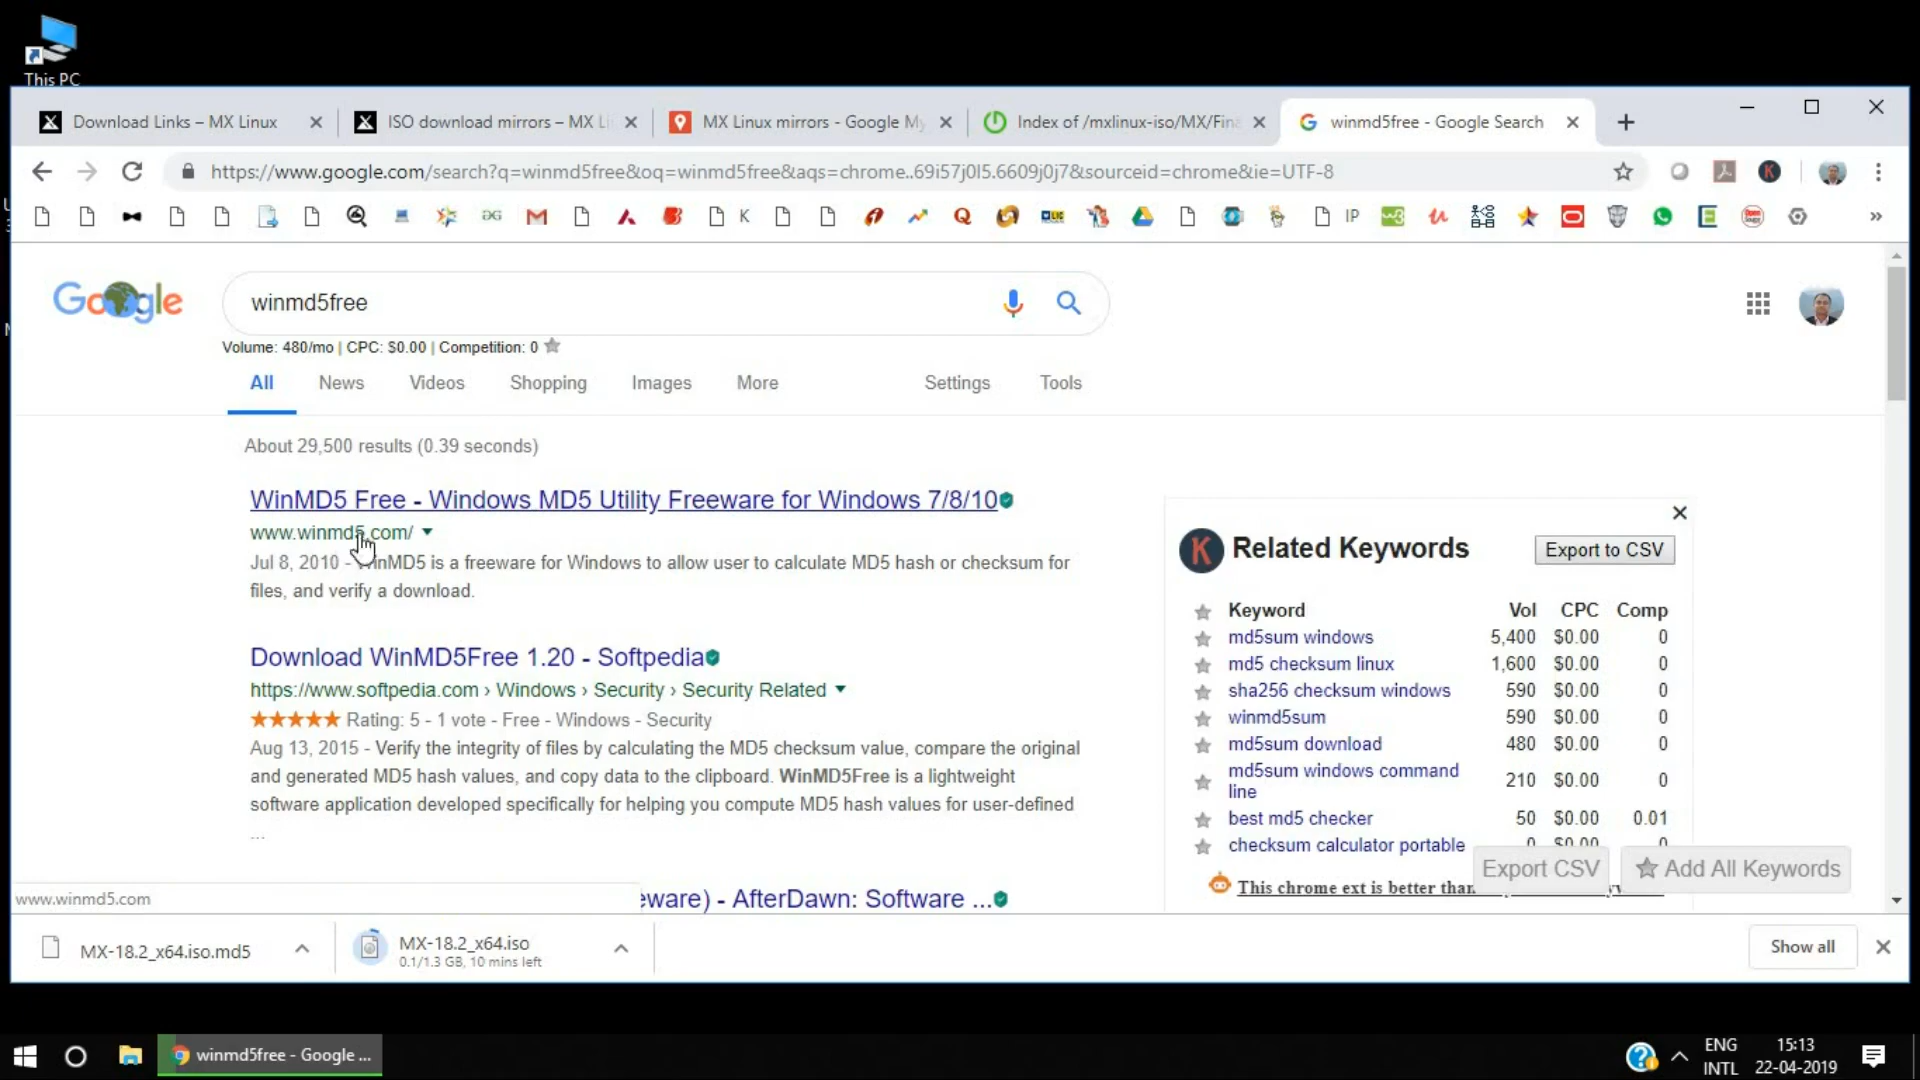 This PC
Download Links – MX Linux
ISO download mirrors – MX Li
MX Linux mirrors - Google My
Index of /mxlinux-iso/MX/Fina
winmd5free - Google Search
https://www.google.com/search?q=winmd5free&oq=winmd5free&aqs=chrome..69i57j0l5.6609j0j7&sourceid=chrome&ie=UTF-8
K
IP
Google
winmd5free
Volume: 480/mo | CPC: $0.00 | Competition: 0
All News Videos Shopping Images More Settings Tools
About 29,500 results (0.39 seconds)
WinMD5 Free - Windows MD5 Utility Freeware for Windows 7/8/10
www.winmd5.com/
Jul 8, 2010 - WinMD5 is a freeware for Windows to allow user to calculate MD5 hash or checksum for
files, and verify a download.
Download WinMD5Free 1.20 - Softpedia
https://www.softpedia.com › Windows › Security › Security Related
Rating: 5 - 1 vote - Free - Windows - Security
Aug 13, 2015 - Verify the integrity of files by calculating the MD5 checksum value, compare the original
and generated MD5 hash values, and copy data to the clipboard. WinMD5Free is a lightweight
software application developed specifically for helping you compute MD5 hash values for user-defined
...
eware) - AfterDawn: Software ...
K Related Keywords
Export to CSV
Keyword Vol CPC Comp
md5sum windows 5,400 $0.00 0
md5 checksum linux 1,600 $0.00 0
sha256 checksum windows 590 $0.00 0
winmd5sum 590 $0.00 0
md5sum download 480 $0.00 0
md5sum windows command
line 210 $0.00 0
best md5 checker 50 $0.00 0.01
checksum calculator portable 0 $0.00 0
This chrome ext is better than
Export CSV
Add All Keywords
www.winmd5.com
MX-18.2_x64.iso.md5
MX-18.2_x64.iso
0.1/1.3 GB, 10 mins left
Show all
winmd5free - Google ...
ENG
INTL
15:13
22-04-2019